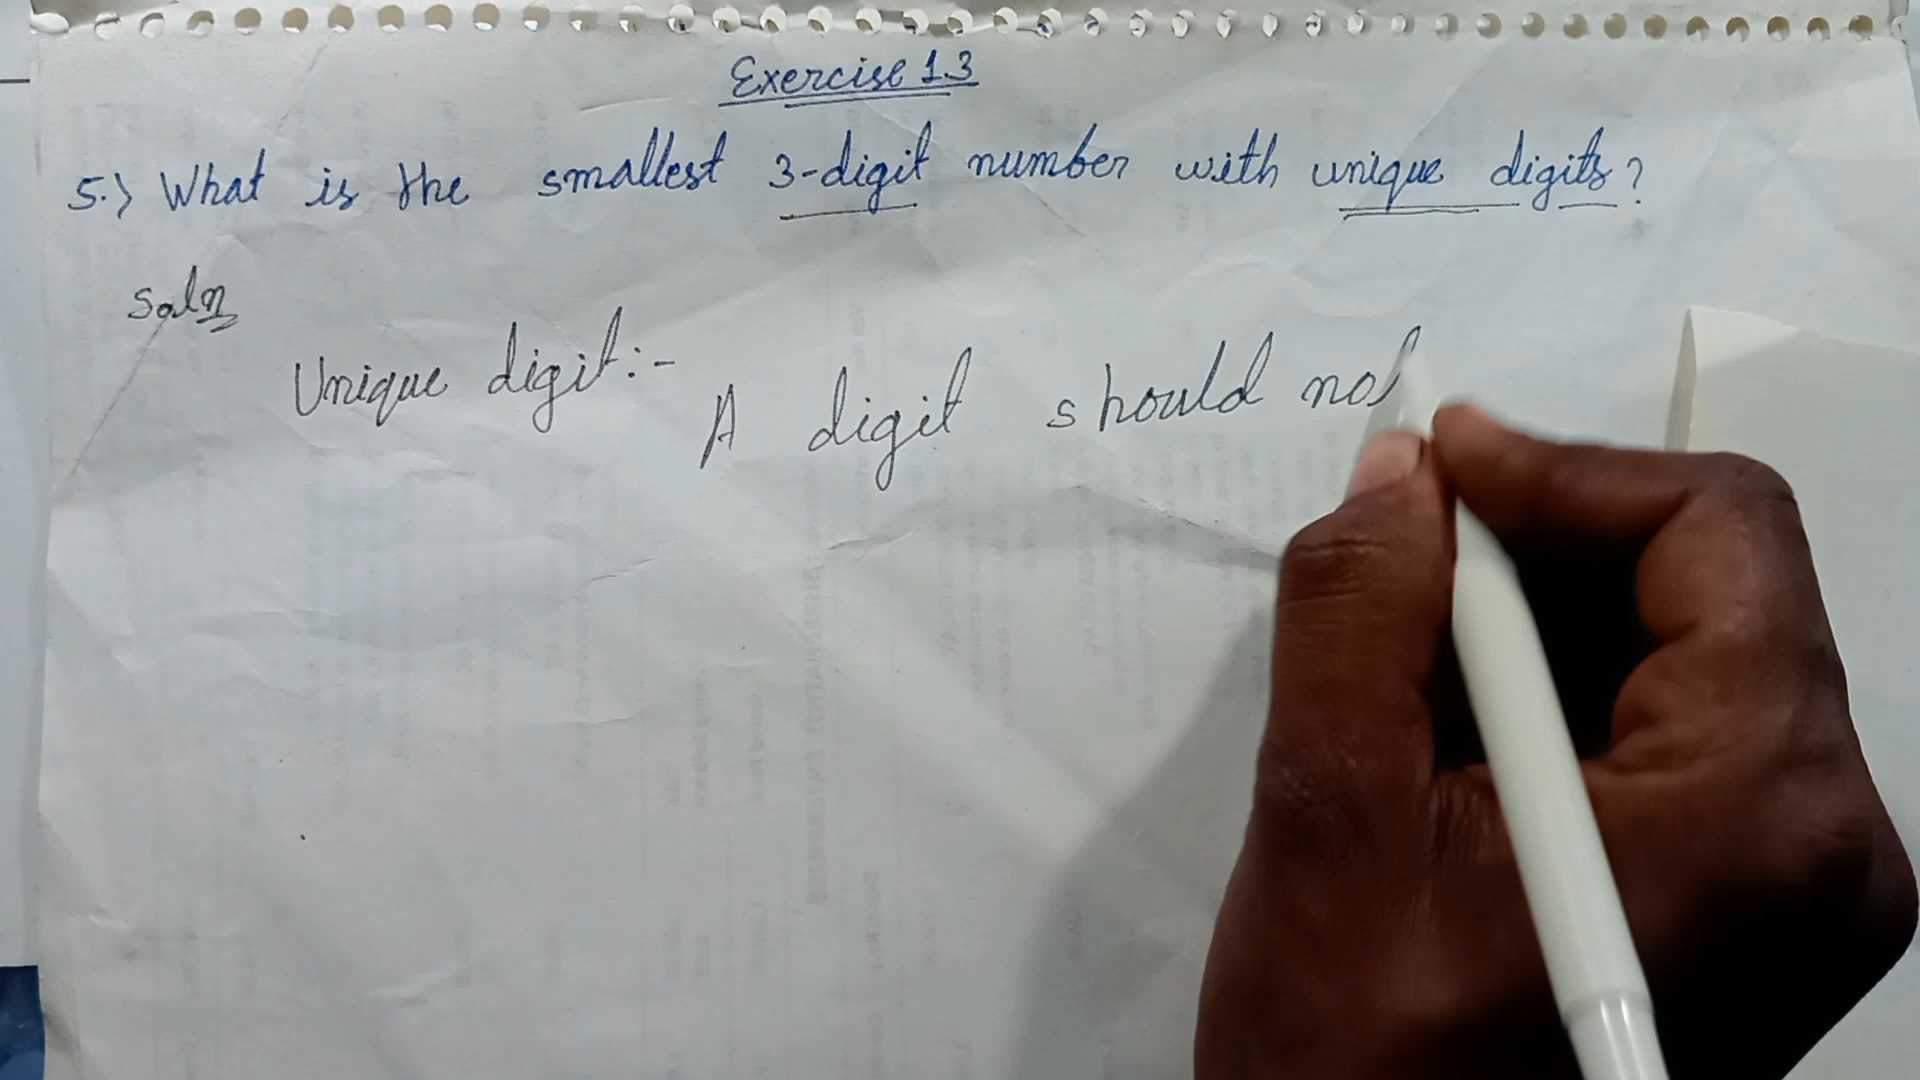 Exercise 1.3
5.) What is the smallest 3-digit number with unique digits?
Soln
Unique digit:- A digit should not